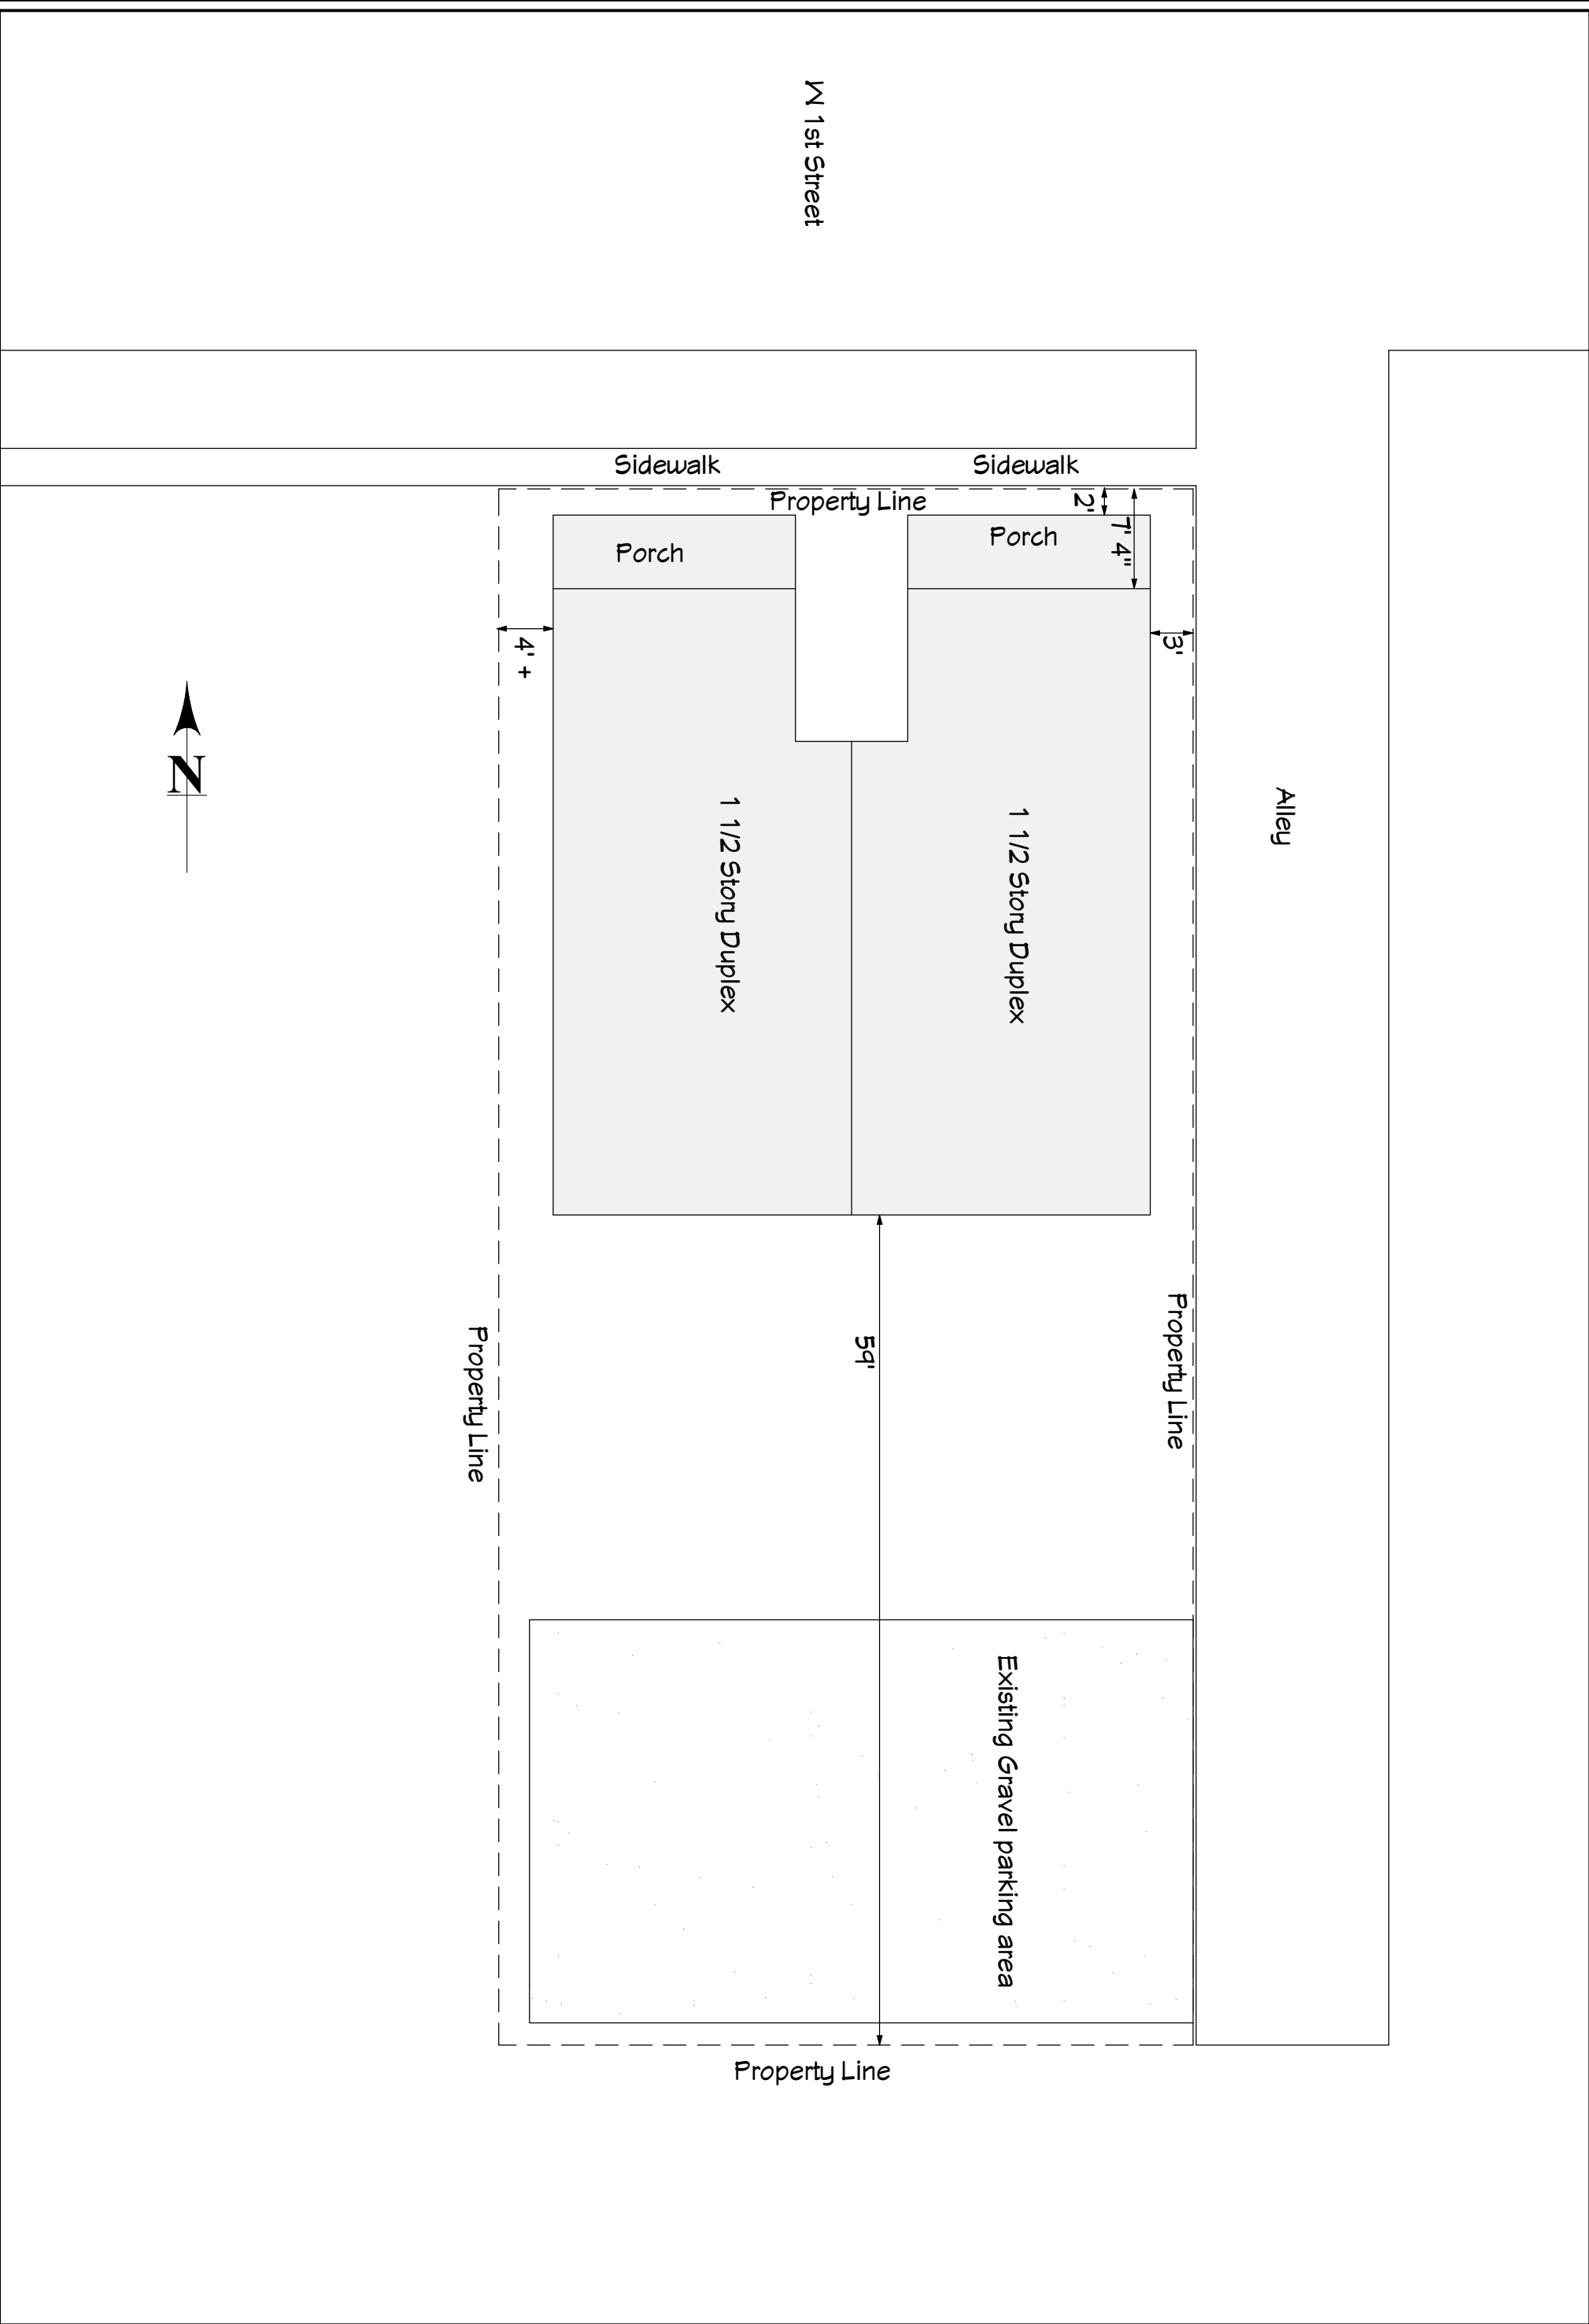 W 1st Street
Sidewalk
Sidewalk
Property Line
2'
7' 4"
Porch
Porch
4' +
3'
N
Alley
1 1/2 Story Duplex
1 1/2 Story Duplex
59'
Property Line
Property Line
Existing Gravel parking area
Property Line